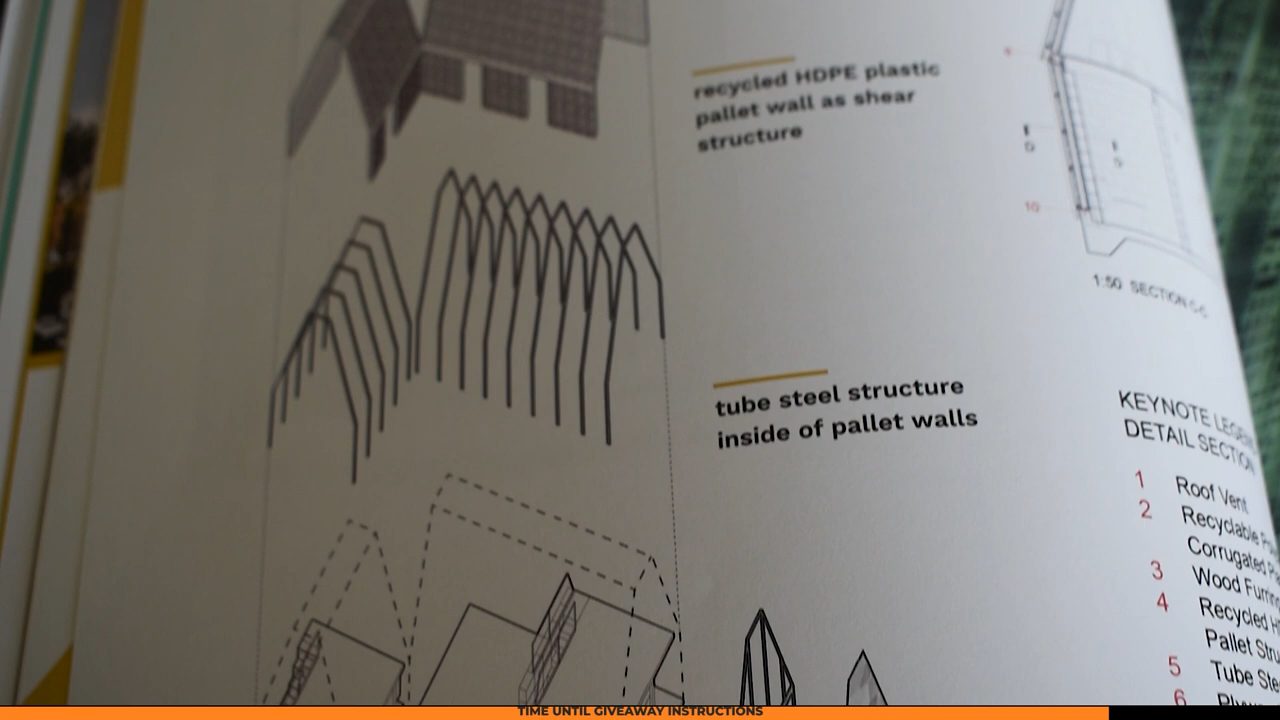 recycled HDPE plastic
pallet wall as shear
structure
10
1:50 SECTION C-C
tube steel structure
inside of pallet walls
KEYNOTE
DETAIL SECTION
1 Roof Vent
2 Recyclable
Corrugated
3 Wood
4 Recycled
Pallet
5 Tube
6
TIME UNTIL GIVEAWAY INSTRUCTIONS